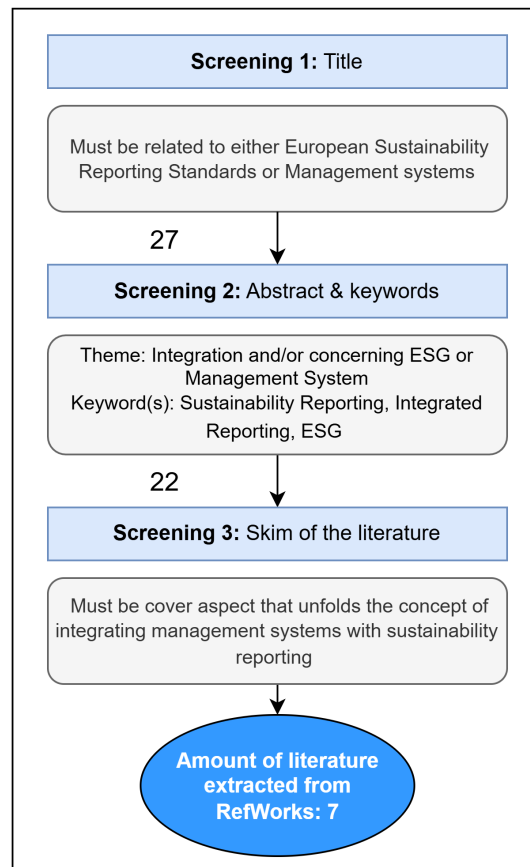 Screening 1: Title
Must be related to either European Sustainability
Reporting Standards or Management systems
27
Screening 2: Abstract & keywords
Theme: Integration and/or concerning ESG or
Management System
Keyword(s): Sustainability Reporting, Integrated
Reporting, ESG
22
Screening 3: Skim of the literature
Must be cover aspect that unfolds the concept of
integrating management systems with sustainability
reporting
Amount of literature
extracted from
RefWorks: 7